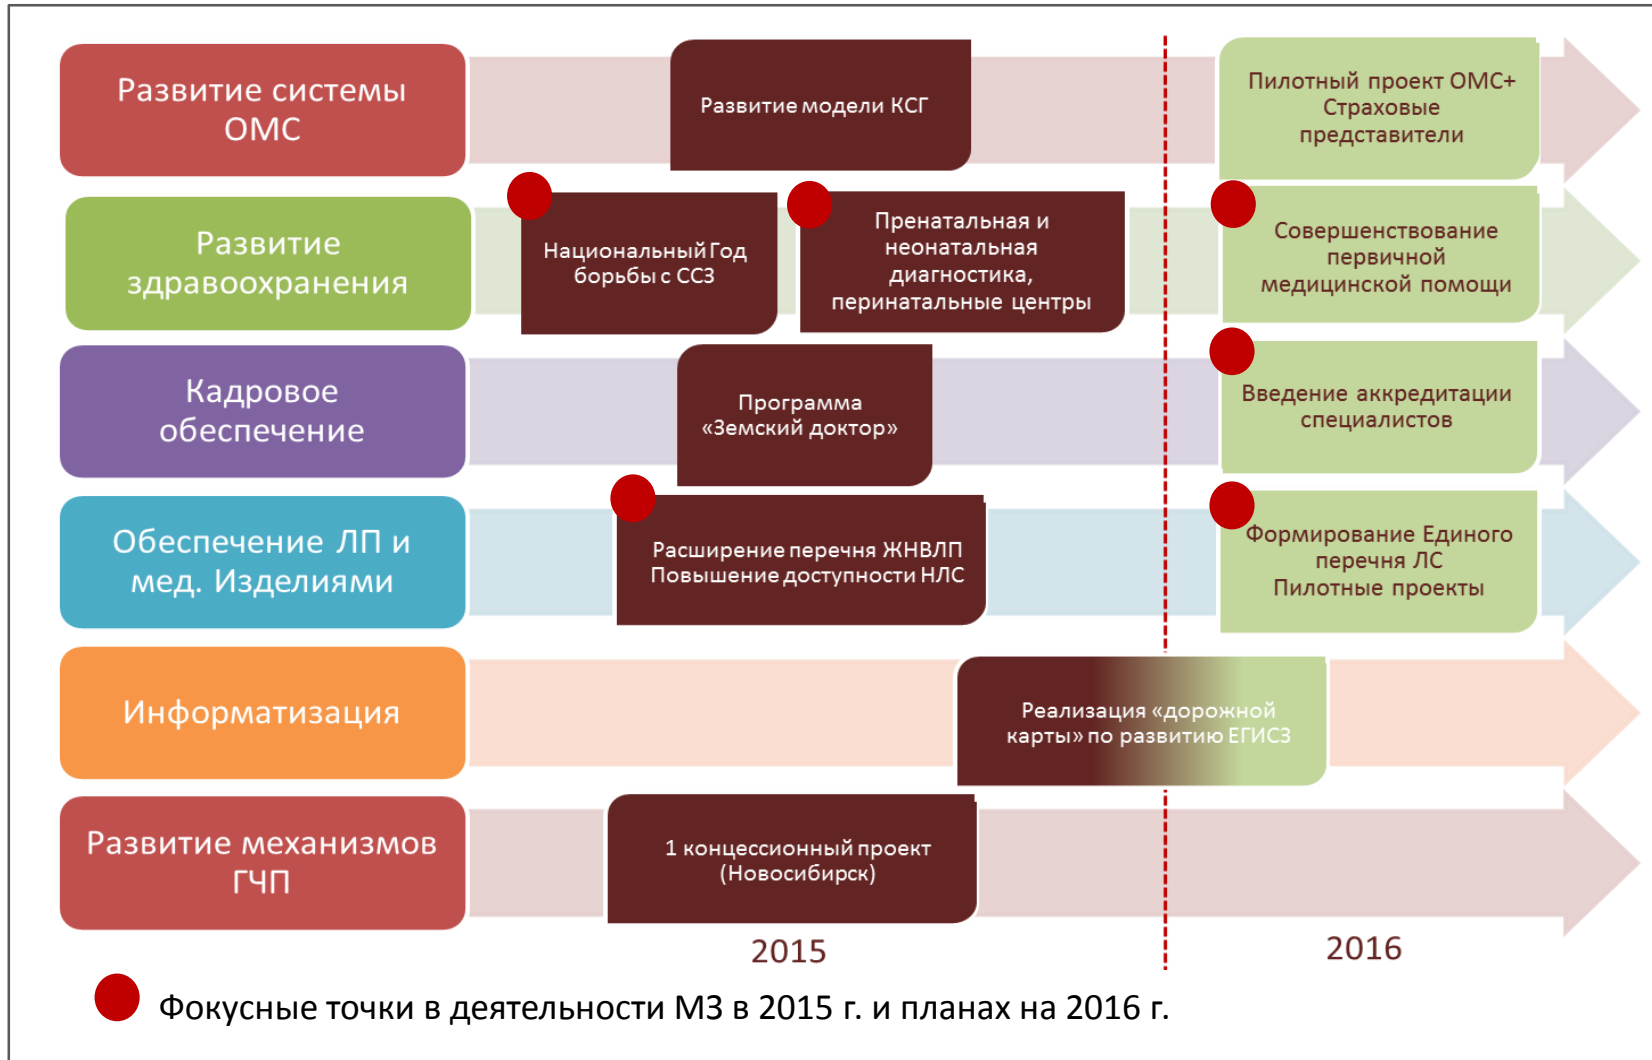 Развитие системы
ОМС
Развитие модели КСГ
Пилотный проект ОМС+
Страховые
представители
Развитие
здравоохранения
Национальный Год
борьбы с ССЗ
Пренатальная и
неонатальная
диагностика,
перинатальные центры
Совершенствование
первичной
медицинской помощи
Кадровое
обеспечение
Программа
«Земский доктор»
Введение аккредитации
специалистов
Обеспечение ЛП и
мед. Изделиями
Расширение перечня ЖНВЛП
Повышение доступности НЛС
Формирование Единого
перечня ЛС
Пилотные проекты
Информатизация
Реализация «дорожной
карты» по развитию ЕГИСЗ
Развитие механизмов
ГЧП
1 концессионный проект
(Новосибирск)
2015
2016
Фокусные точки в деятельности МЗ в 2015 г. и планах на 2016 г.